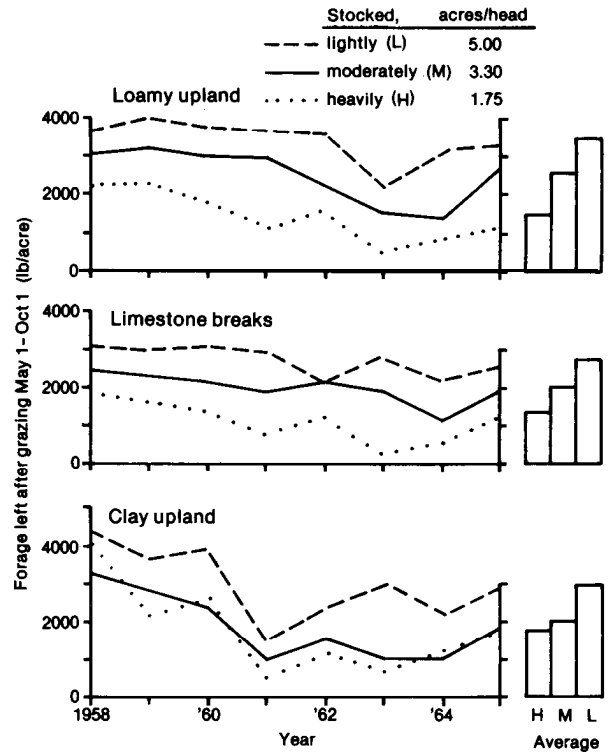 Stocked, acres/head
lightly (L) 5.00
moderately (M) 3.30
heavily (H) 1.75
Loamy upland
4000
2000
0
Limestone breaks
4000
2000
0
Clay upland
4000
2000
0
Forage left after grazing May 1-Oct 1 (lb/acre)
1958 '60 '62 '64
Year
H M L
Average